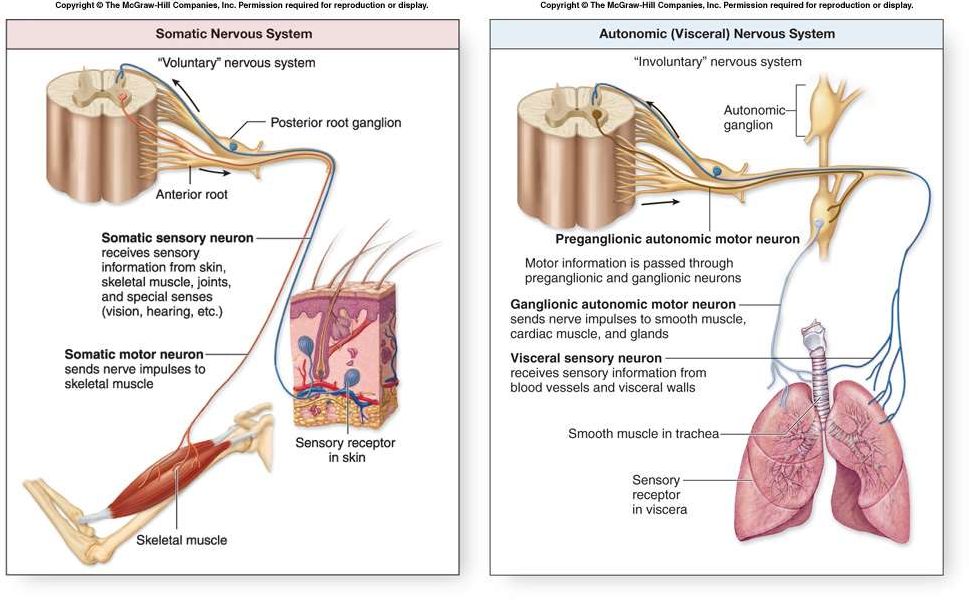 Copyright © The McGraw-Hill Companies, Inc. Permission required for reproduction or display.
Somatic Nervous System
“Voluntary” nervous system
Posterior root ganglion
Anterior root
Somatic sensory neuron
receives sensory
information from skin,
skeletal muscle, joints,
and special senses
(vision, hearing, etc.)
Somatic motor neuron
sends nerve impulses to
skeletal muscle
Sensory receptor
in skin
Skeletal muscle
Copyright © The McGraw-Hill Companies, Inc. Permission required for reproduction or display.
Autonomic (Visceral) Nervous System
“Involuntary” nervous system
Autonomic
ganglion
Preganglionic autonomic motor neuron
Motor information is passed through
preganglionic and ganglionic neurons
Ganglionic autonomic motor neuron
sends nerve impulses to smooth muscle,
cardiac muscle, and glands
Visceral sensory neuron
receives sensory information from
blood vessels and visceral walls
Smooth muscle in trachea
Sensory
receptor
in viscera